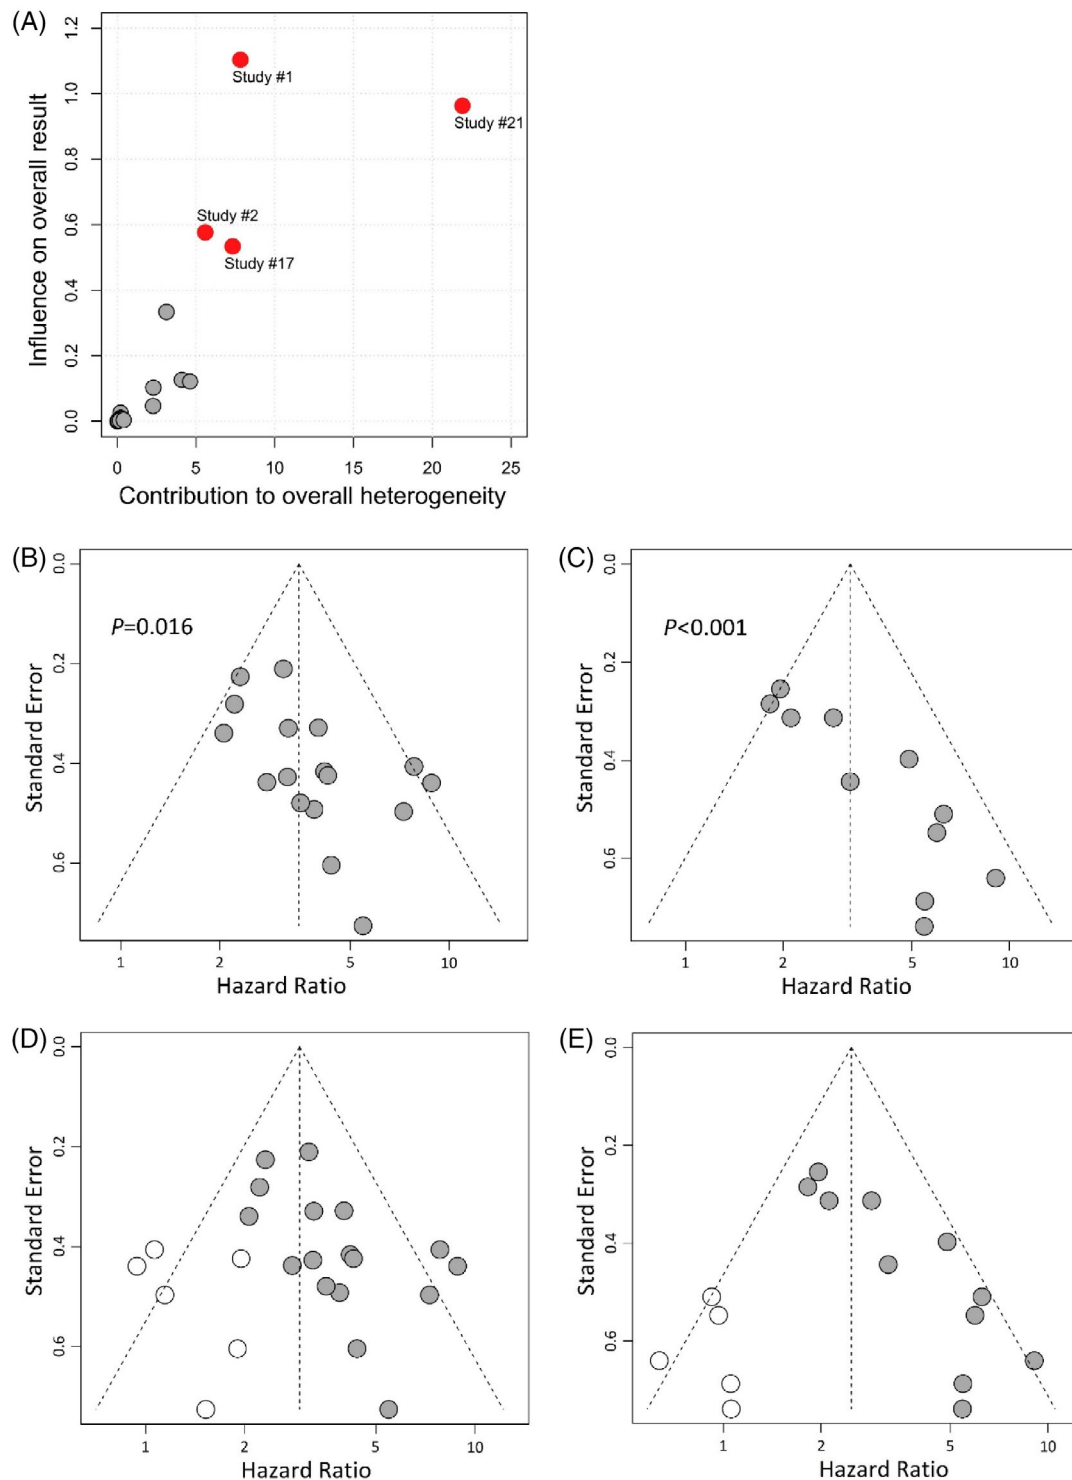 (A)
Influence on overall result
1.2
1.0
0.8
0.6
0.4
0.2
0.0
Study #1
Study #21
Study #2
Study #17
0 5 10 15 20 25
Contribution to overall heterogeneity
(B)
Standard Error
0.0
0.2
0.4
0.6
P=0.016
1 2 5 10
Hazard Ratio
(C)
Standard Error
0.0
0.2
0.4
0.6
P<0.001
1 2 5 10
Hazard Ratio
(D)
Standard Error
0.0
0.2
0.4
0.6
1 2 5 10
Hazard Ratio
(E)
Standard Error
0.0
0.2
0.4
0.6
1 2 5 10
Hazard Ratio